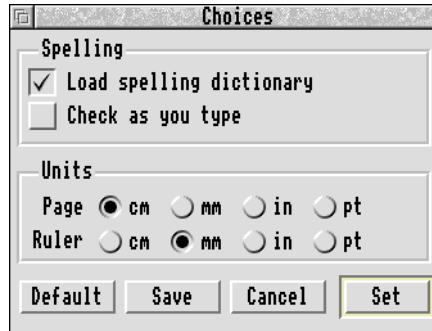 Choices
Spelling
Load spelling dictionary
Check as you type
Units
Page cm mm in pt
Ruler cm mm in pt
Default Save Cancel Set